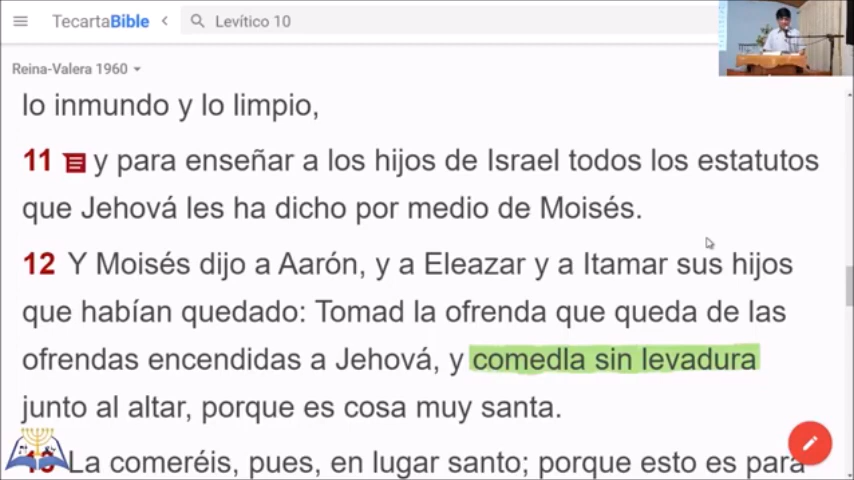 TecartaBible
Levítico 10
Reina-Valera 1960
lo inmundo y lo limpio,
11 y para enseñar a los hijos de Israel todos los estatutos
que Jehová les ha dicho por medio de Moisés.
12 Y Moisés dijo a Aarón, y a Eleazar y a Itamar sus hijos
que habían quedado: Tomad la ofrenda que queda de las
ofrendas encendidas a Jehová, y comedla sin levadura
junto al altar, porque es cosa muy santa.
La comeréis, pues, en lugar santo; porque esto es para